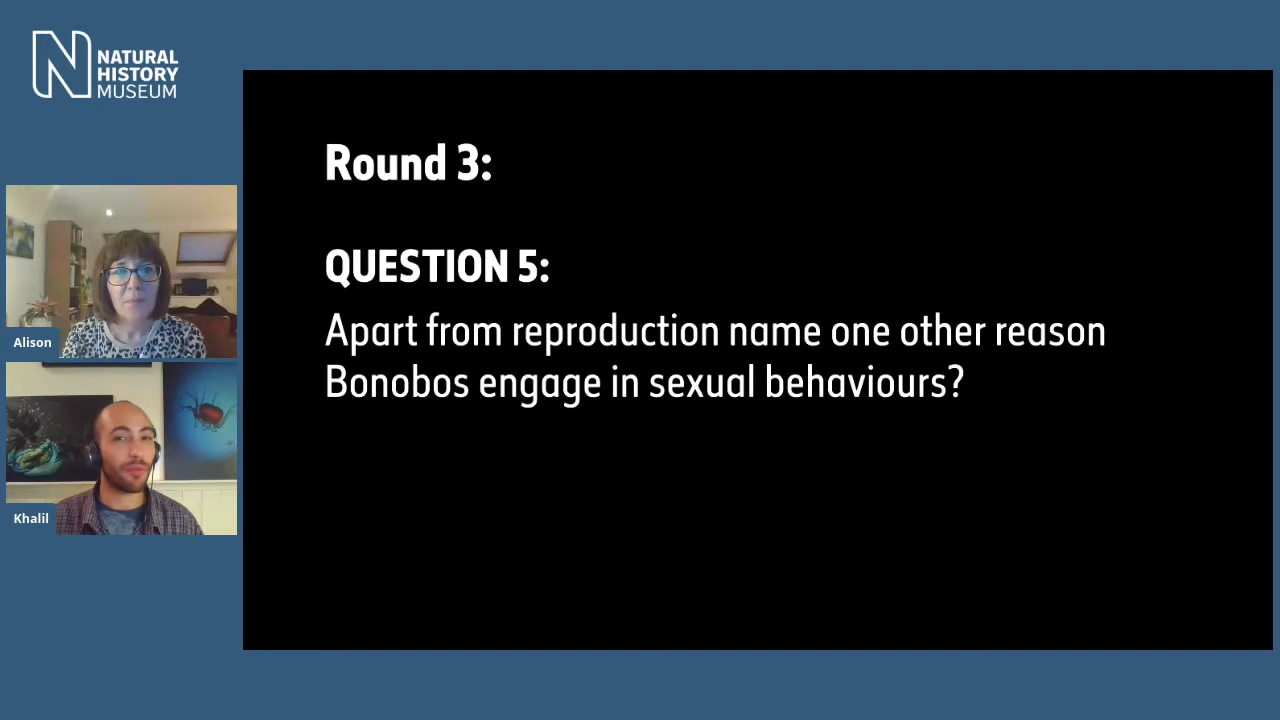 NATURAL
HISTORY
MUSEUM
Alison
Khalil
Round 3:
QUESTION 5:
Apart from reproduction name one other reason
Bonobos engage in sexual behaviours?